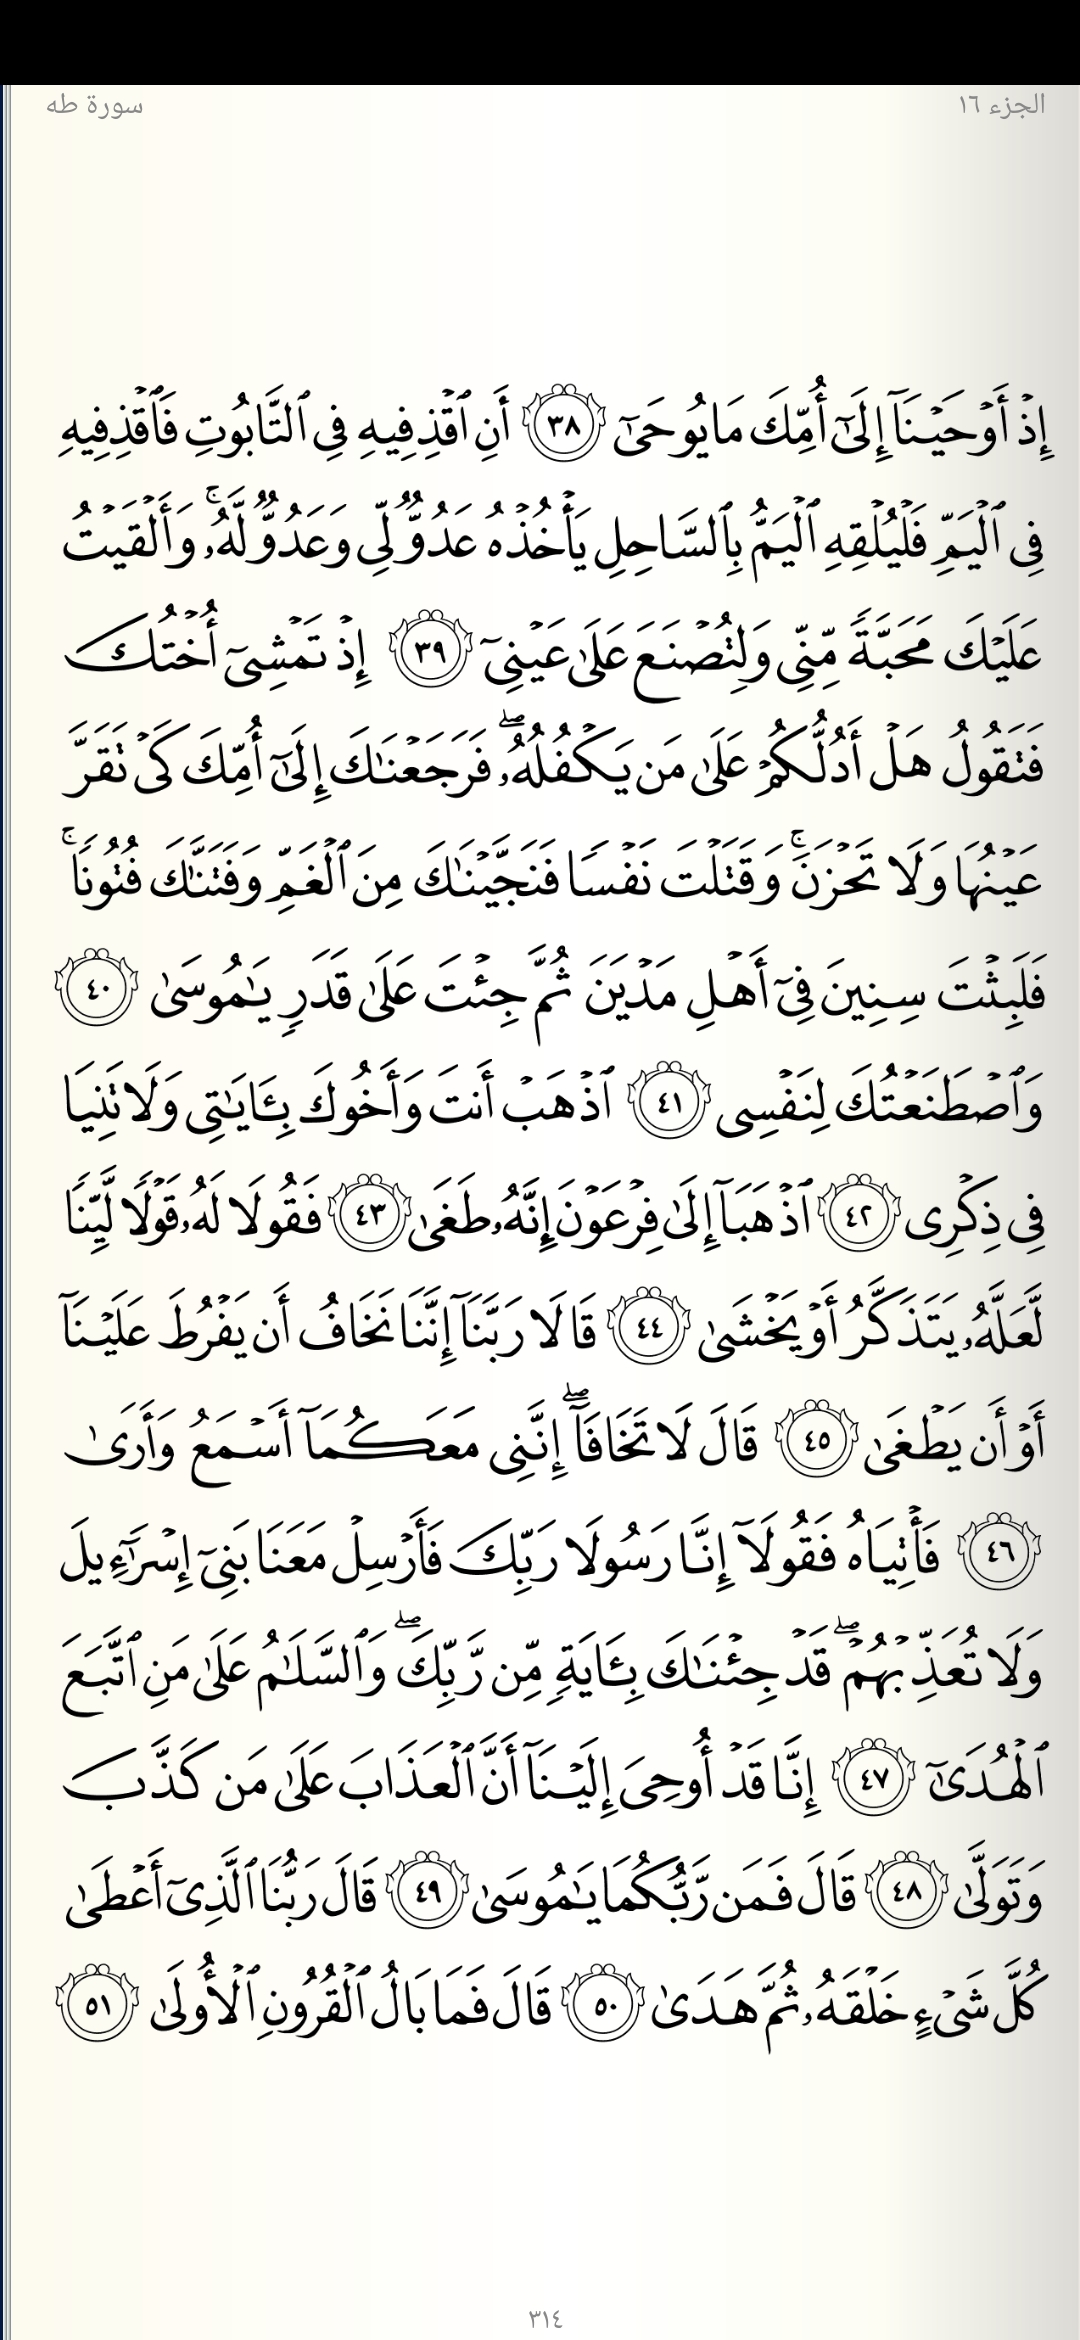 الجزء ١٦
سورة طه
إِذۡ أَوۡحَيۡنَآ إِلَىٰٓ أُمِّكَ مَا يُوحَىٰٓ ٣٨ أَنِ ٱقۡذِفِيهِ فِي ٱلتَّابُوتِ فَٱقۡذِفِيهِ
فِي ٱلۡيَمِّ فَلۡيُلۡقِهِ ٱلۡيَمُّ بِٱلسَّاحِلِ يَأۡخُذۡهُ عَدُوّٞ لِّي وَعَدُوّٞ لَّهُۥۚ وَأَلۡقَيۡتُ
عَلَيۡكَ مَحَبَّةٗ مِّنِّي وَلِتُصۡنَعَ عَلَىٰ عَيۡنِيٓ ٣٩ إِذۡ تَمۡشِيٓ أُخۡتُكَ
فَتَقُولُ هَلۡ أَدُلُّكُمۡ عَلَىٰ مَن يَكۡفُلُهُۥۖ فَرَجَعۡنَٰكَ إِلَىٰٓ أُمِّكَ كَيۡ تَقَرَّ
عَيۡنُهَا وَلَا تَحۡزَنَۚ وَقَتَلۡتَ نَفۡسٗا فَنَجَّيۡنَٰكَ مِنَ ٱلۡغَمِّ وَفَتَنَّٰكَ فُتُونٗاۚ
فَلَبِثۡتَ سِنِينَ فِيٓ أَهۡلِ مَدۡيَنَ ثُمَّ جِئۡتَ عَلَىٰ قَدَرٖ يَٰمُوسَىٰ ٤٠
وَٱصۡطَنَعۡتُكَ لِنَفۡسِي ٤١ ٱذۡهَبۡ أَنتَ وَأَخُوكَ بِـَٔايَٰتِي وَلَا تَنِيَا
فِي ذِكۡرِي ٤٢ ٱذۡهَبَآ إِلَىٰ فِرۡعَوۡنَ إِنَّهُۥ طَغَىٰ ٤٣ فَقُولَا لَهُۥ قَوۡلٗا لَّيِّنٗا
لَّعَلَّهُۥ يَتَذَكَّرُ أَوۡ يَخۡشَىٰ ٤٤ قَالَا رَبَّنَآ إِنَّنَا نَخَافُ أَن يَفۡرُطَ عَلَيۡنَآ
أَوۡ أَن يَطۡغَىٰ ٤٥ قَالَ لَا تَخَافَآۖ إِنَّنِي مَعَكُمَآ أَسۡمَعُ وَأَرَىٰ
٤٦ فَأۡتِيَاهُ فَقُولَآ إِنَّا رَسُولَا رَبِّكَ فَأَرۡسِلۡ مَعَنَا بَنِيٓ إِسۡرَٰٓءِيلَ
وَلَا تُعَذِّبۡهُمۡۖ قَدۡ جِئۡنَٰكَ بِـَٔايَةٖ مِّن رَّبِّكَۖ وَٱلسَّلَٰمُ عَلَىٰ مَنِ ٱتَّبَعَ
ٱلۡهُدَىٰٓ ٤٧ إِنَّا قَدۡ أُوحِيَ إِلَيۡنَآ أَنَّ ٱلۡعَذَابَ عَلَىٰ مَن كَذَّبَ
وَتَوَلَّىٰ ٤٨ قَالَ فَمَن رَّبُّكُمَا يَٰمُوسَىٰ ٤٩ قَالَ رَبُّنَا ٱلَّذِيٓ أَعۡطَىٰ
كُلَّ شَيۡءٍ خَلۡقَهُۥ ثُمَّ هَدَىٰ ٥٠ قَالَ فَمَا بَالُ ٱلۡقُرُونِ ٱلۡأُولَىٰ ٥١
٣١٤